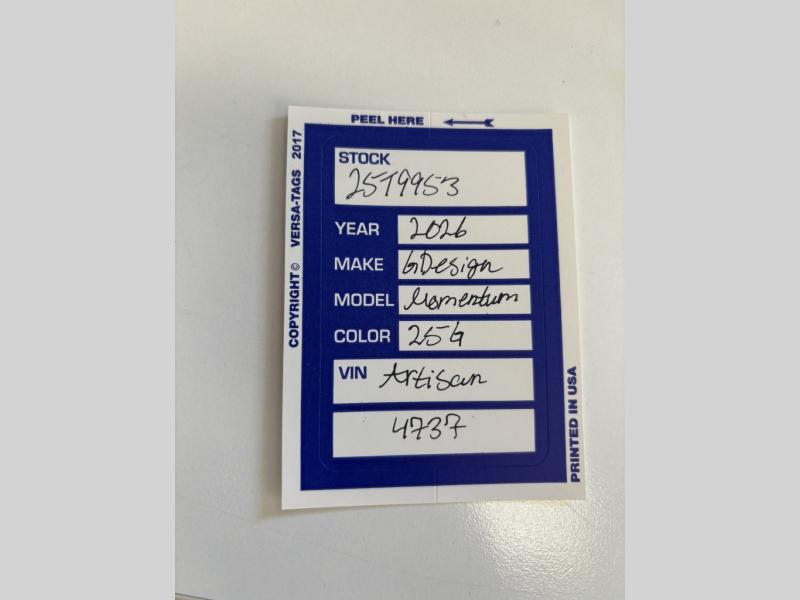 PEEL HERE
COPYRIGHT © VERSA-TAGS 2017
STOCK
25T9953
YEAR 2026
MAKE GDesign
MODEL Momentum
COLOR 25G
VIN Artisan
4737
PRINTED IN USA